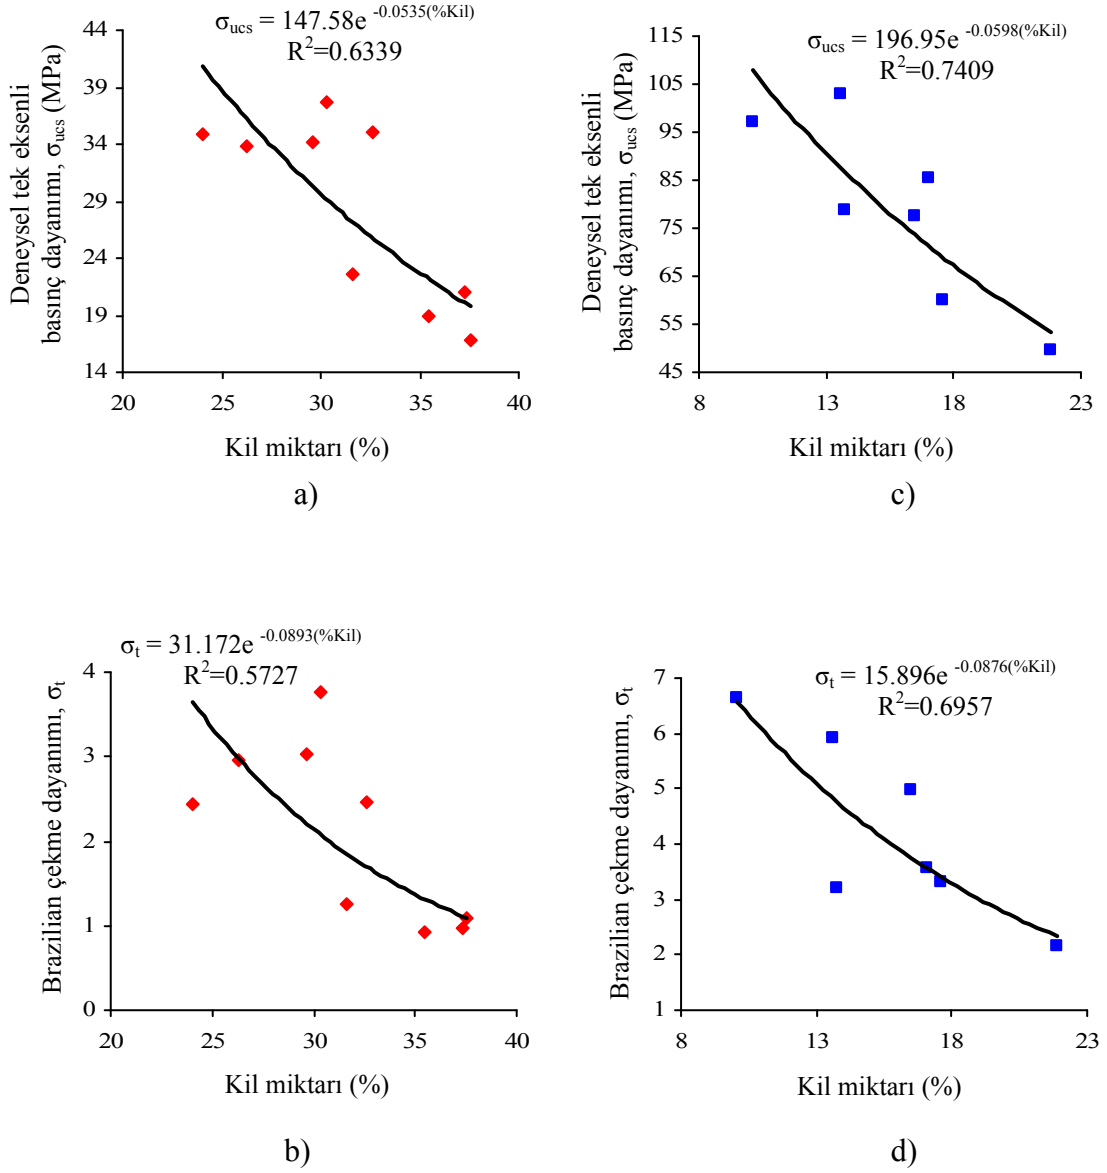 σucs = 147.58e -0.0535(%Kil)
R2=0.6339
Deneysel tek eksenli
basınç dayanımı, σucs (MPa)
44
39
34
29
24
19
14
20
25
30
35
40
Kil miktarı (%)
a)
σucs = 196.95e -0.0598(%Kil)
R2=0.7409
Deneysel tek eksenli
basınç dayanımı, σucs (MPa)
115
105
95
85
75
65
55
45
8
13
18
23
Kil miktarı (%)
c)
σt = 31.172e -0.0893(%Kil)
R2=0.5727
Brazilian çekme dayanımı, σt
4
3
2
1
0
20
25
30
35
40
Kil miktarı (%)
b)
σt = 15.896e -0.0876(%Kil)
R2=0.6957
Brazilian çekme dayanımı, σt
7
6
5
4
3
2
1
8
13
18
23
Kil miktarı (%)
d)